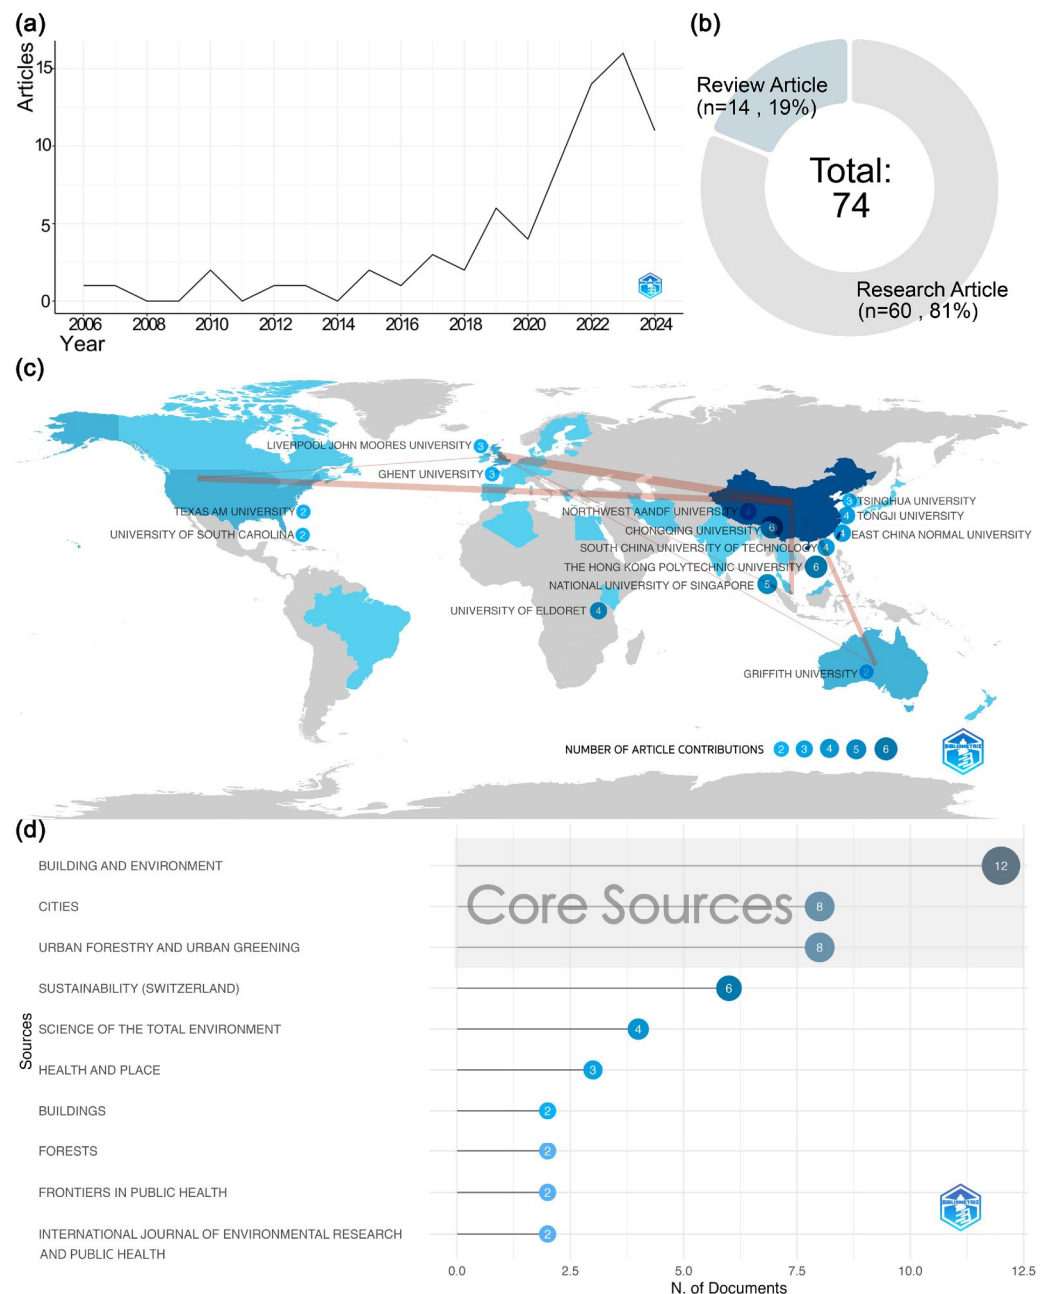 (a)
Articles
15
10
5
0
2006 2008 2010 2012 2014 2016 2018 2020 2022 2024
Year
(b)
Review Article
(n=14 , 19%)
Total:
74
Research Article
(n=60 , 81%)
(c)
LIVERPOOL JOHN MOORES UNIVERSITY 3
GHENT UNIVERSITY 3
TEXAS AM UNIVERSITY 2
UNIVERSITY OF SOUTH CAROLINA 2
NORTHWEST AANDF UNIVERSITY 4
TSINGHUA UNIVERSITY 3
TONGJI UNIVERSITY 4
CHONGQING UNIVERSITY 6
EAST CHINA NORMAL UNIVERSITY 4
SOUTH CHINA UNIVERSITY OF TECHNOLOGY 4
THE HONG KONG POLYTECHNIC UNIVERSITY 6
NATIONAL UNIVERSITY OF SINGAPORE 5
UNIVERSITY OF ELDORET 4
GRIFFITH UNIVERSITY 2
NUMBER OF ARTICLE CONTRIBUTIONS 2 3 4 5 6
BIBLIOMETRIX
(d)
Core Sources
Sources
BUILDING AND ENVIRONMENT 12
CITIES 8
URBAN FORESTRY AND URBAN GREENING 8
SUSTAINABILITY (SWITZERLAND) 6
SCIENCE OF THE TOTAL ENVIRONMENT 4
HEALTH AND PLACE 3
BUILDINGS 2
FORESTS 2
FRONTIERS IN PUBLIC HEALTH 2
INTERNATIONAL JOURNAL OF ENVIRONMENTAL RESEARCH
AND PUBLIC HEALTH 2
BIBLIOMETRIX
0.0 2.5 5.0 7.5 10.0 12.5
N. of Documents